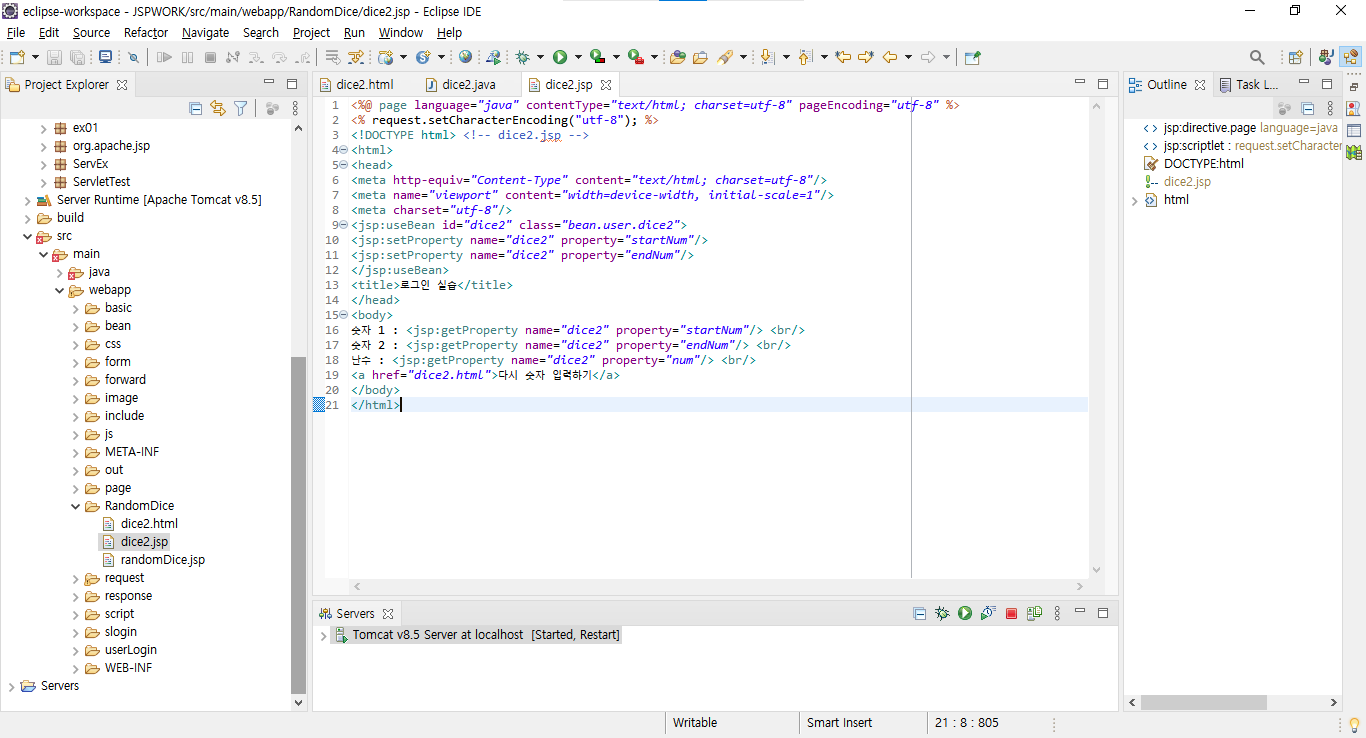 eclipse-workspace - JSPWORK/src/main/webapp/RandomDice/dice2.jsp - Eclipse IDE
File Edit Source Refactor Navigate Search Project Run Window Help
Project Explorer
ex01
org.apache.jsp
ServEx
ServletTest
Server Runtime [Apache Tomcat v8.5]
build
src
main
java
webapp
basic
bean
css
form
forward
image
include
js
META-INF
out
page
RandomDice
dice2.html
dice2.jsp
randomDice.jsp
request
response
script
slogin
userLogin
WEB-INF
Servers
dice2.html dice2.java dice2.jsp
1 <%@ page language="java" contentType="text/html; charset=utf-8" pageEncoding="utf-8" %>
2 <% request.setCharacterEncoding("utf-8"); %>
3 <!DOCTYPE html> <!-- dice2.jsp -->
4 <html>
5 <head>
6 <meta http-equiv="Content-Type" content="text/html; charset=utf-8"/>
7 <meta name="viewport" content="width=device-width, initial-scale=1"/>
8 <meta charset="utf-8"/>
9 <jsp:useBean id="dice2" class="bean.user.dice2">
10 <jsp:setProperty name="dice2" property="startNum"/>
11 <jsp:setProperty name="dice2" property="endNum"/>
12 </jsp:useBean>
13 <title>로그인 실습</title>
14 </head>
15 <body>
16 숫자 1 : <jsp:getProperty name="dice2" property="startNum"/> <br/>
17 숫자 2 : <jsp:getProperty name="dice2" property="endNum"/> <br/>
18 난수 : <jsp:getProperty name="dice2" property="num"/> <br/>
19 <a href="dice2.html">다시 숫자 입력하기</a>
20 </body>
21 </html>
Servers
Tomcat v8.5 Server at localhost [Started, Restart]
Outline Task L...
jsp:directive.page language=java
jsp:scriptlet : request.setCharacter
DOCTYPE:html
dice2.jsp
html
Writable Smart Insert 21 : 8 : 805